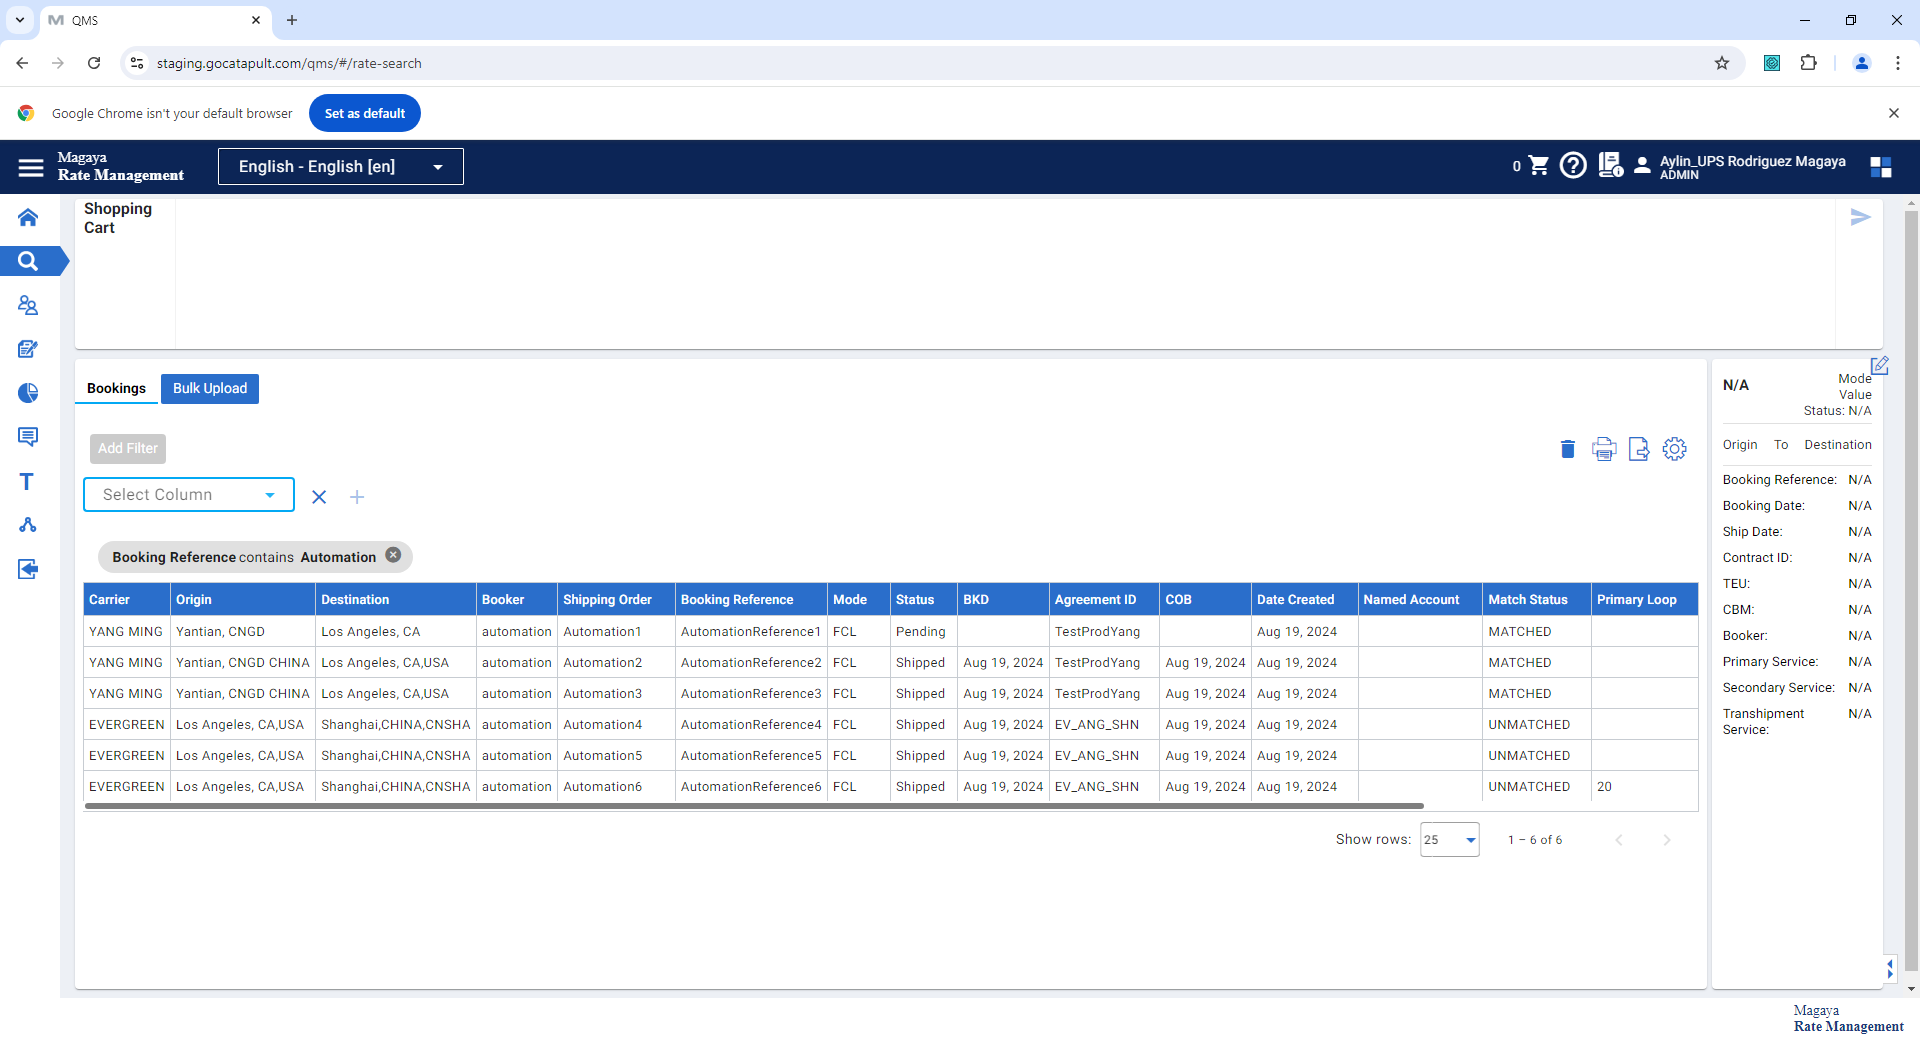 QMS
staging.gocatapult.com/qms/#/rate-search
Google Chrome isn't your default browser
Set as default
Magaya
Rate Management
English - English [en]
0
Aylin_UPS Rodriguez Magaya
ADMIN
Shopping
Cart
Bookings
Bulk Upload
Add Filter
Select Column
Booking Reference contains Automation
Carrier Origin Destination Booker Shipping Order Booking Reference Mode Status BKD Agreement ID COB Date Created Named Account Match Status Primary Loop
YANG MING Yantian, CNGD Los Angeles, CA automation Automation1 AutomationReference1 FCL Pending TestProdYang Aug 19, 2024 MATCHED
YANG MING Yantian, CNGD CHINA Los Angeles, CA,USA automation Automation2 AutomationReference2 FCL Shipped Aug 19, 2024 TestProdYang Aug 19, 2024 Aug 19, 2024 MATCHED
YANG MING Yantian, CNGD CHINA Los Angeles, CA,USA automation Automation3 AutomationReference3 FCL Shipped Aug 19, 2024 TestProdYang Aug 19, 2024 Aug 19, 2024 MATCHED
EVERGREEN Los Angeles, CA,USA Shanghai,CHINA,CNSHA automation Automation4 AutomationReference4 FCL Shipped Aug 19, 2024 EV_ANG_SHN Aug 19, 2024 Aug 19, 2024 UNMATCHED
EVERGREEN Los Angeles, CA,USA Shanghai,CHINA,CNSHA automation Automation5 AutomationReference5 FCL Shipped Aug 19, 2024 EV_ANG_SHN Aug 19, 2024 Aug 19, 2024 UNMATCHED
EVERGREEN Los Angeles, CA,USA Shanghai,CHINA,CNSHA automation Automation6 AutomationReference6 FCL Shipped Aug 19, 2024 EV_ANG_SHN Aug 19, 2024 Aug 19, 2024 UNMATCHED 20
Show rows: 25 1 – 6 of 6
N/A
Mode
Value
Status: N/A
Origin To Destination
Booking Reference: N/A
Booking Date: N/A
Ship Date: N/A
Contract ID: N/A
TEU: N/A
CBM: N/A
Booker: N/A
Primary Service: N/A
Secondary Service: N/A
Transhipment N/A
Service:
Magaya
Rate Management